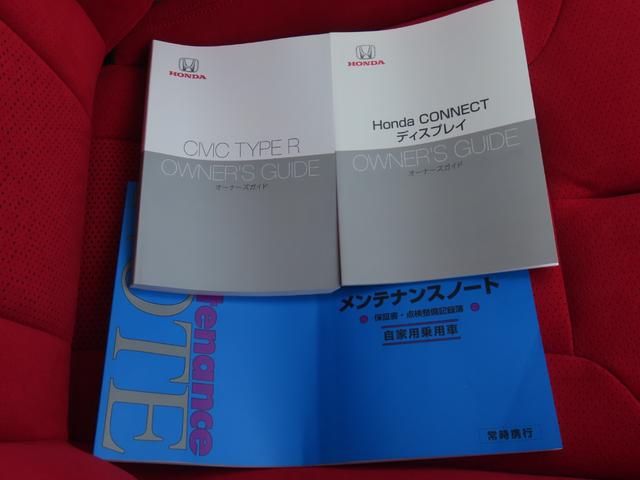 HONDA
CIVIC TYPE R
OWNER'S GUIDE
オーナーズガイド
HONDA
Honda CONNECT
ディスプレイ
OWNER'S GUIDE
オーナーズガイド
tenance
OTE
メンテナンスノート
保証書・点検整備記録簿
自家用乗用車
常時携行